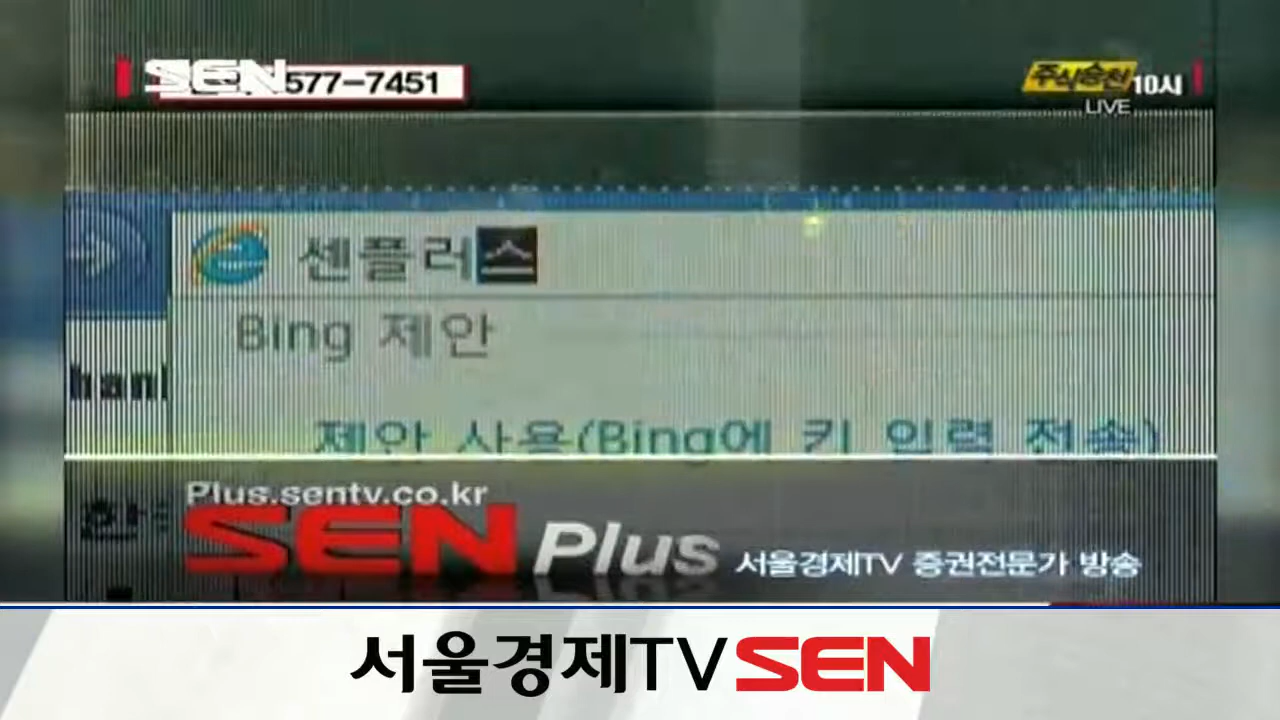 SEN 577-7451
주식승천 10시
LIVE
센플러스
Bing 제안
제안 사용(Bing에 키 입력 전송)
Plus.sentv.co.kr
SEN Plus 서울경제TV 증권전문가 방송
서울경제TV SEN